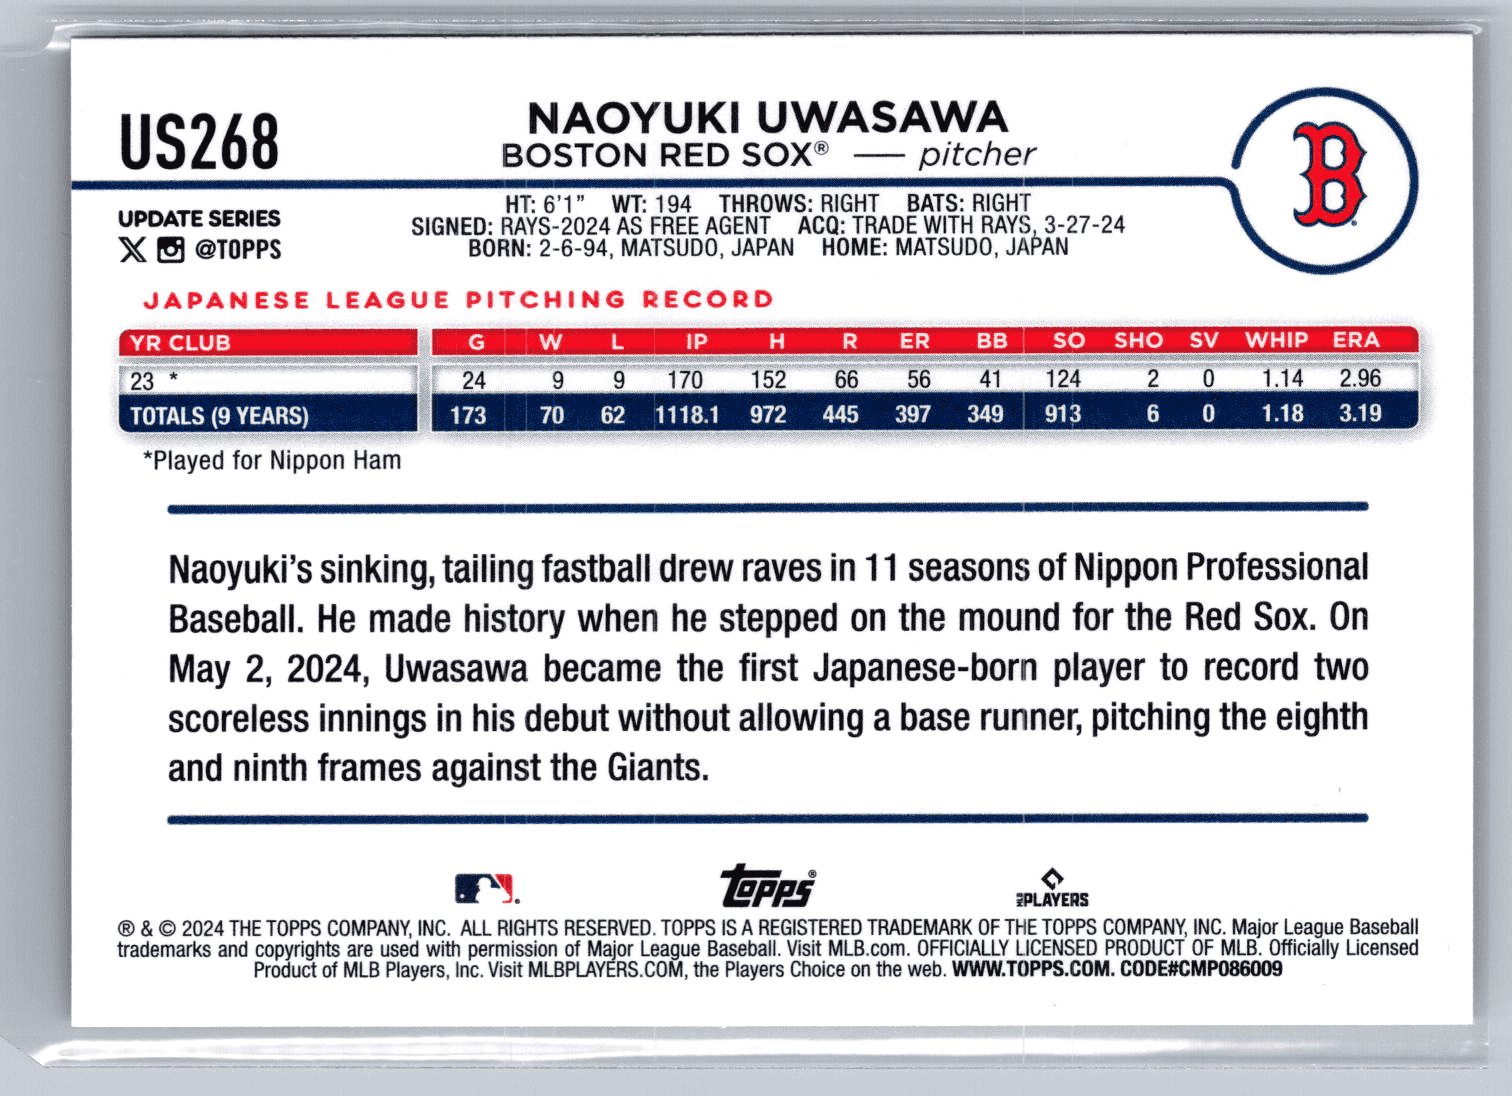 US268
NAOYUKI UWASAWA
BOSTON RED SOX® — pitcher
B
UPDATE SERIES
@TOPPS
HT: 6'1" WT: 194 THROWS: RIGHT BATS: RIGHT
SIGNED: RAYS-2024 AS FREE AGENT ACQ: TRADE WITH RAYS, 3-27-24
BORN: 2-6-94, MATSUDO, JAPAN HOME: MATSUDO, JAPAN
JAPANESE LEAGUE PITCHING RECORD
YR CLUB G W L IP H R ER BB SO SHO SV WHIP ERA
23 * 24 9 9 170 152 66 56 41 124 2 0 1.14 2.96
TOTALS (9 YEARS) 173 70 62 1118.1 972 445 397 349 913 6 0 1.18 3.19
*Played for Nippon Ham
Naoyuki's sinking, tailing fastball drew raves in 11 seasons of Nippon Professional
Baseball. He made history when he stepped on the mound for the Red Sox. On
May 2, 2024, Uwasawa became the first Japanese-born player to record two
scoreless innings in his debut without allowing a base runner, pitching the eighth
and ninth frames against the Giants.
Topps®
MLB PLAYERS
® & © 2024 THE TOPPS COMPANY, INC. ALL RIGHTS RESERVED. TOPPS IS A REGISTERED TRADEMARK OF THE TOPPS COMPANY, INC. Major League Baseball
trademarks and copyrights are used with permission of Major League Baseball. Visit MLB.com. OFFICIALLY LICENSED PRODUCT OF MLB. Officially Licensed
Product of MLB Players, Inc. Visit MLBPLAYERS.COM, the Players Choice on the web. WWW.TOPPS.COM. CODE#CMP086009